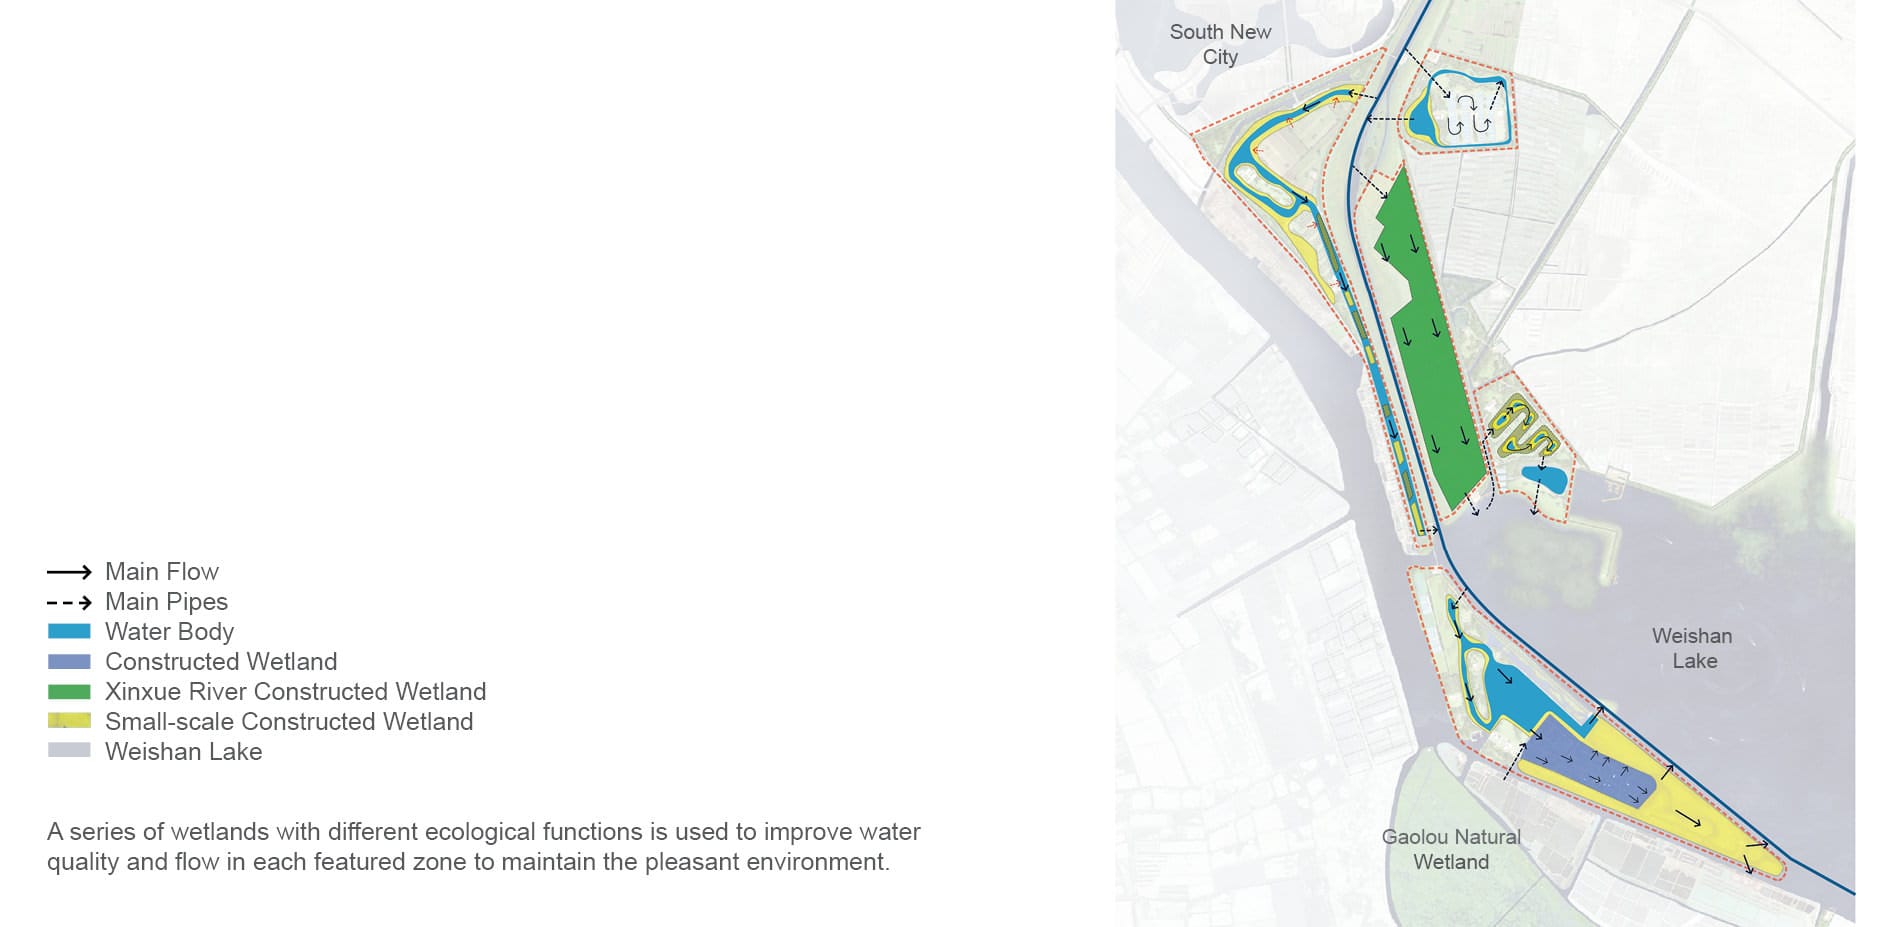 South New
City
Main Flow
Main Pipes
Water Body
Constructed Wetland
Xinxue River Constructed Wetland
Small-scale Constructed Wetland
Weishan Lake
Weishan
Lake
Gaolou Natural
Wetland
A series of wetlands with different ecological functions is used to improve water
quality and flow in each featured zone to maintain the pleasant environment.